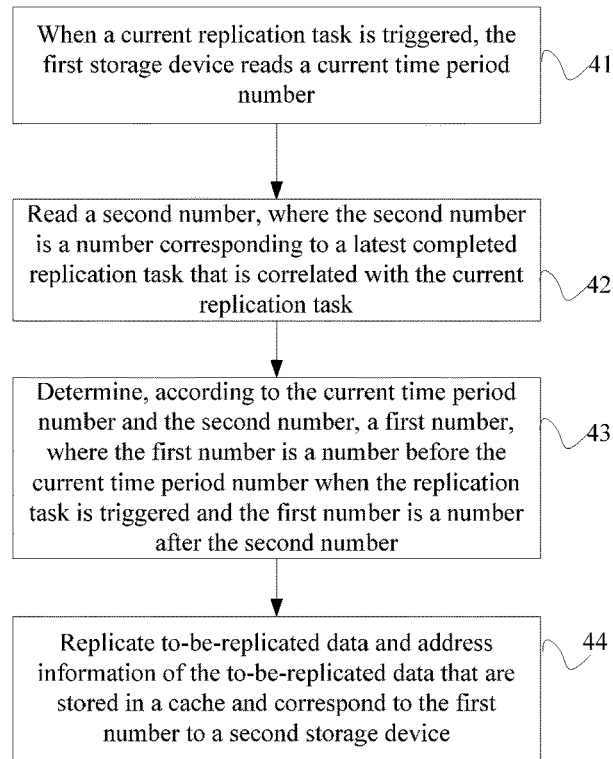 When a current replication task is triggered, the
first storage device reads a current time period
number
41
Read a second number, where the second number
is a number corresponding to a latest completed
replication task that is correlated with the current
replication task
42
Determine, according to the current time period
number and the second number, a first number,
where the first number is a number before the
current time period number when the replication
task is triggered and the first number is a number
after the second number
43
Replicate to-be-replicated data and address
information of the to-be-replicated data that are
stored in a cache and correspond to the first
number to a second storage device
44